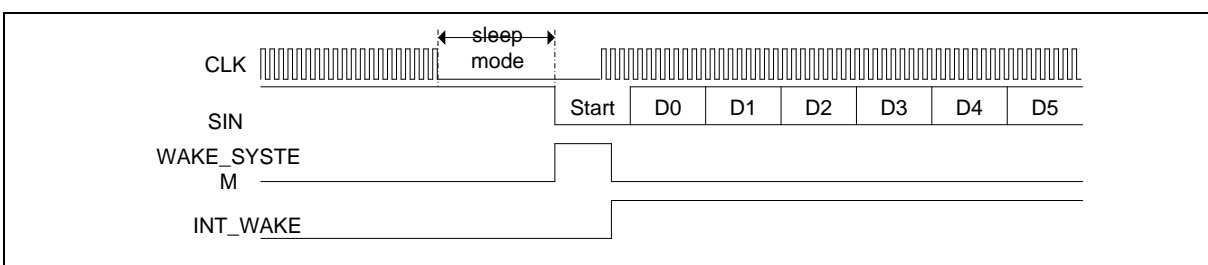 sleep
mode
CLK
Start D0 D1 D2 D3 D4 D5
SIN
WAKE_SYSTE
M
INT_WAKE